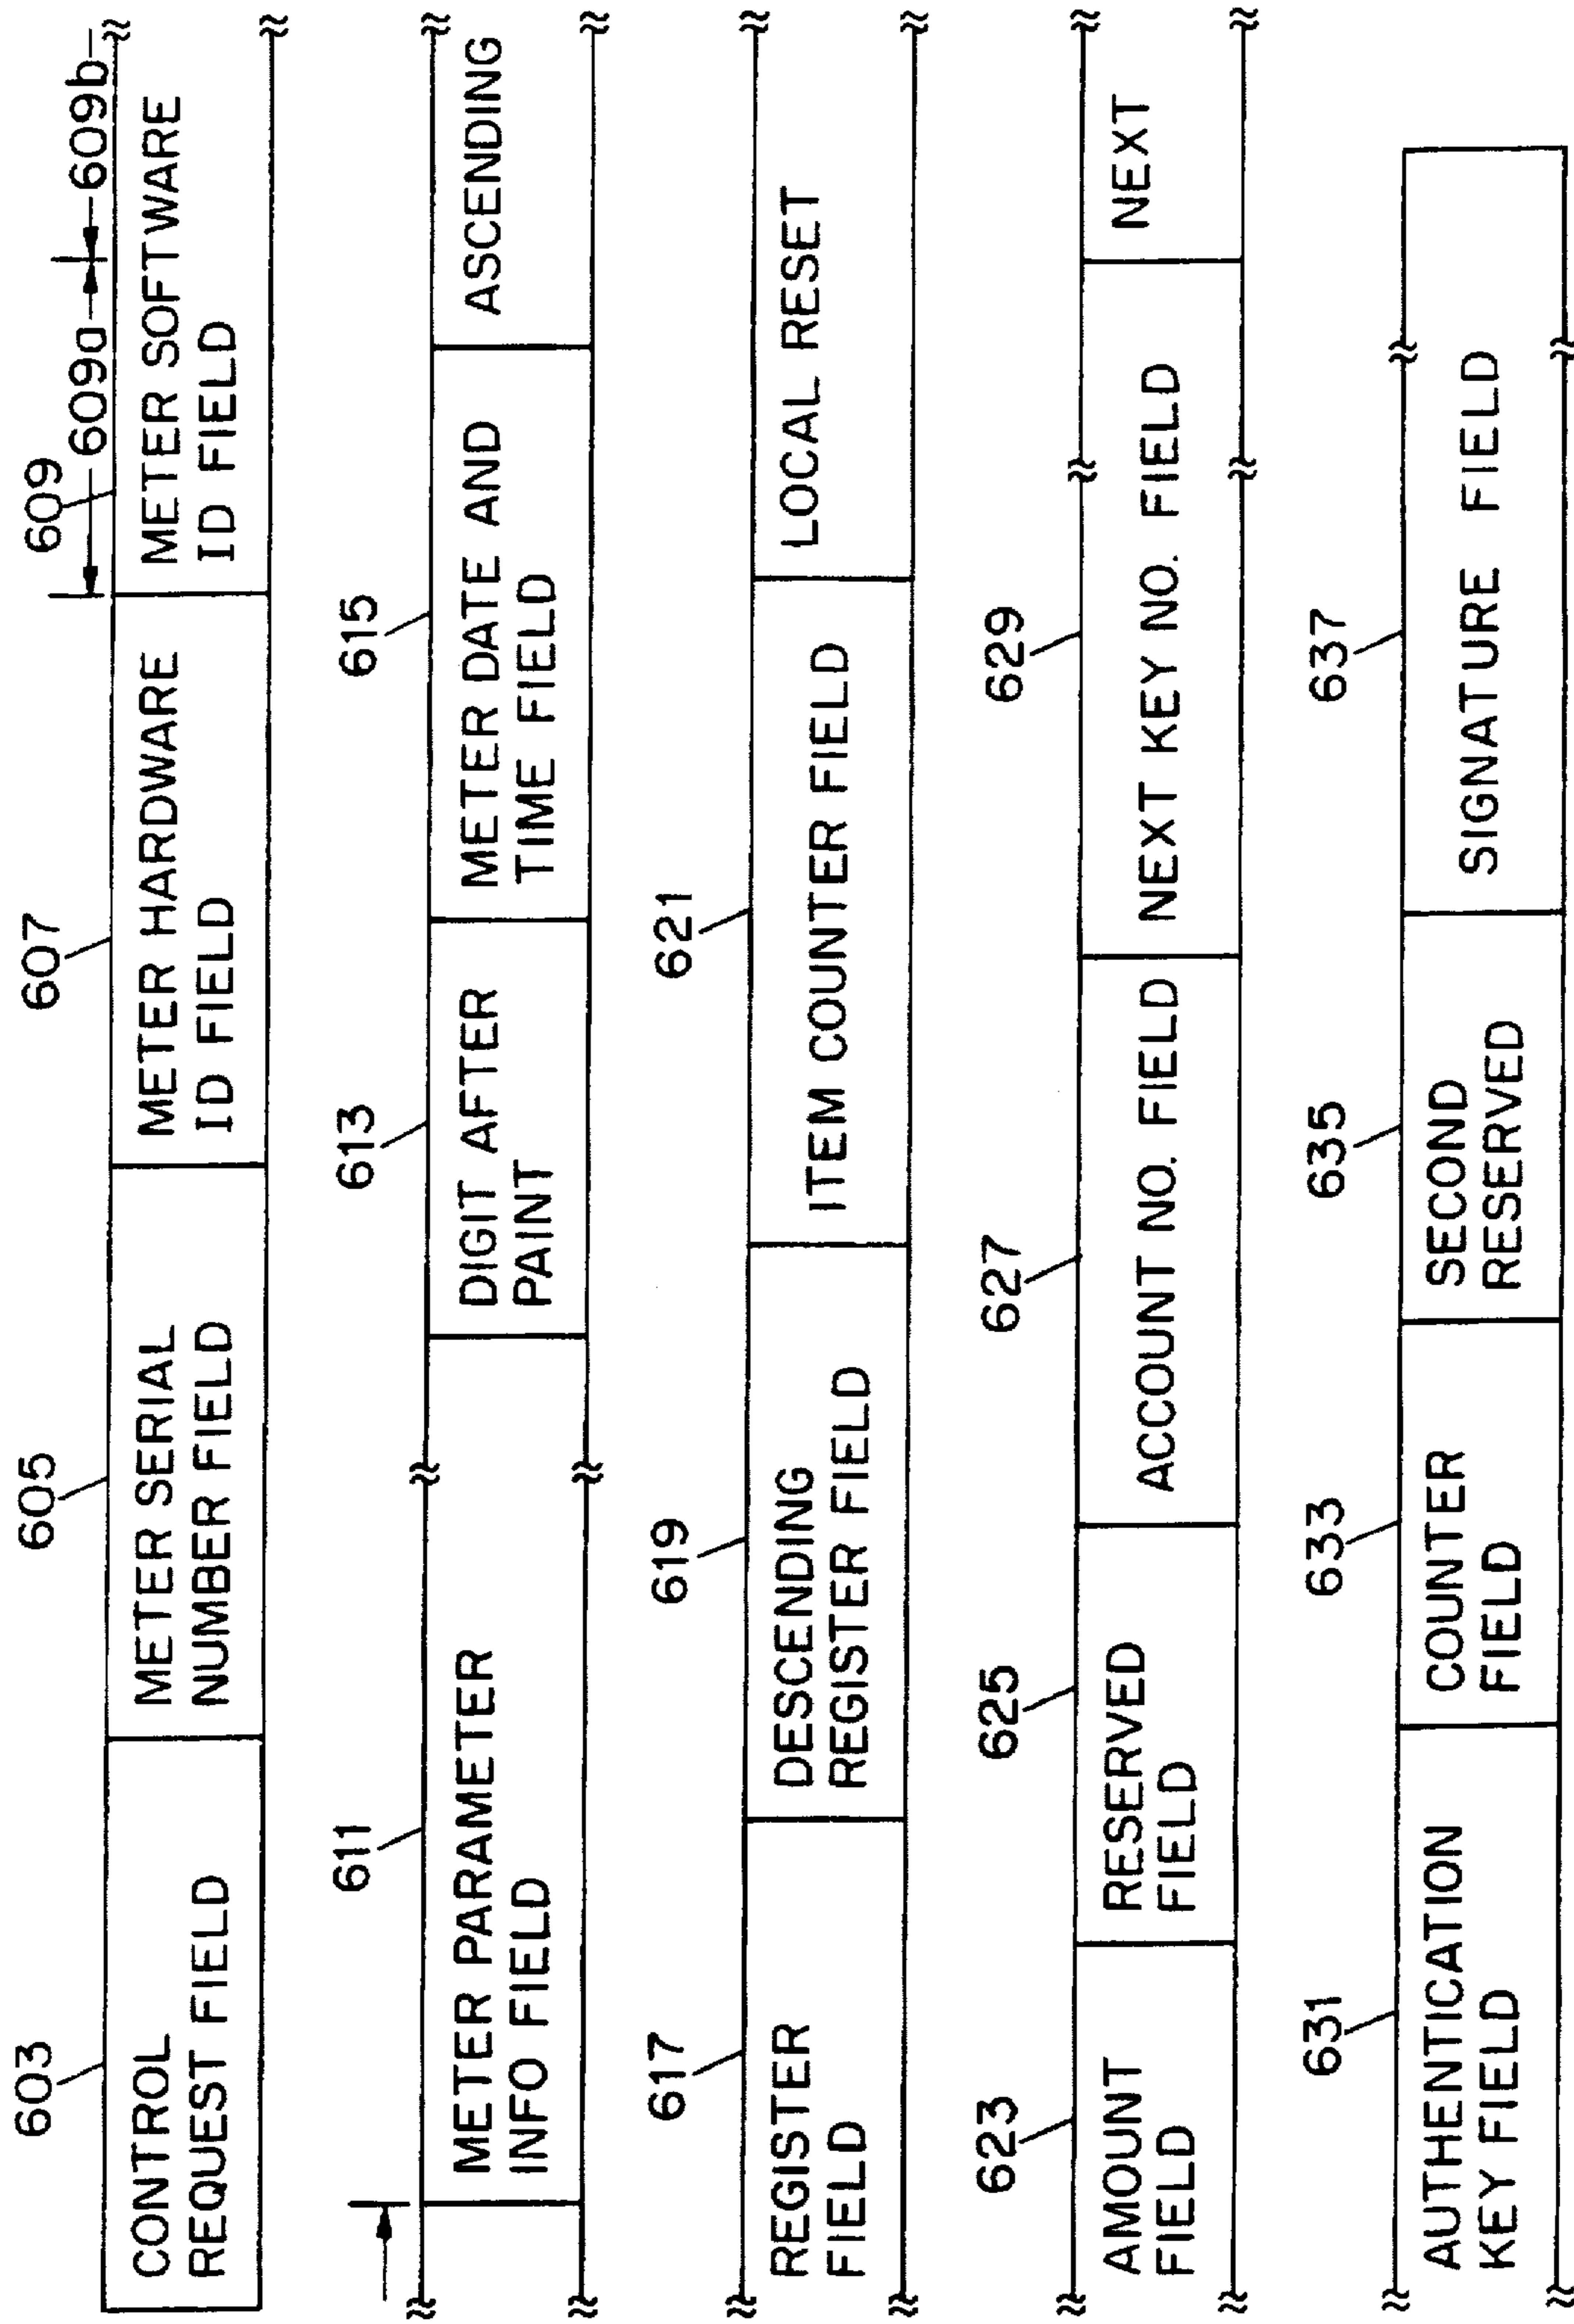 603
605
607
609
609a
609b
CONTROL
REQUEST FIELD
METER SERIAL
NUMBER FIELD
METER HARDWARE
ID FIELD
METER SOFTWARE
ID FIELD
611
613
615
METER PARAMETER
INFO FIELD
DIGIT AFTER
PAINT
METER DATE AND
TIME FIELD
ASCENDING
617
619
621
REGISTER
FIELD
DESCENDING
REGISTER FIELD
ITEM COUNTER FIELD
LOCAL RESET
623
625
627
629
AMOUNT
FIELD
RESERVED
FIELD
ACCOUNT NO. FIELD
NEXT KEY NO. FIELD
NEXT
631
633
635
637
AUTHENTICATION
KEY FIELD
COUNTER
FIELD
SECOND
RESERVED
SIGNATURE FIELD